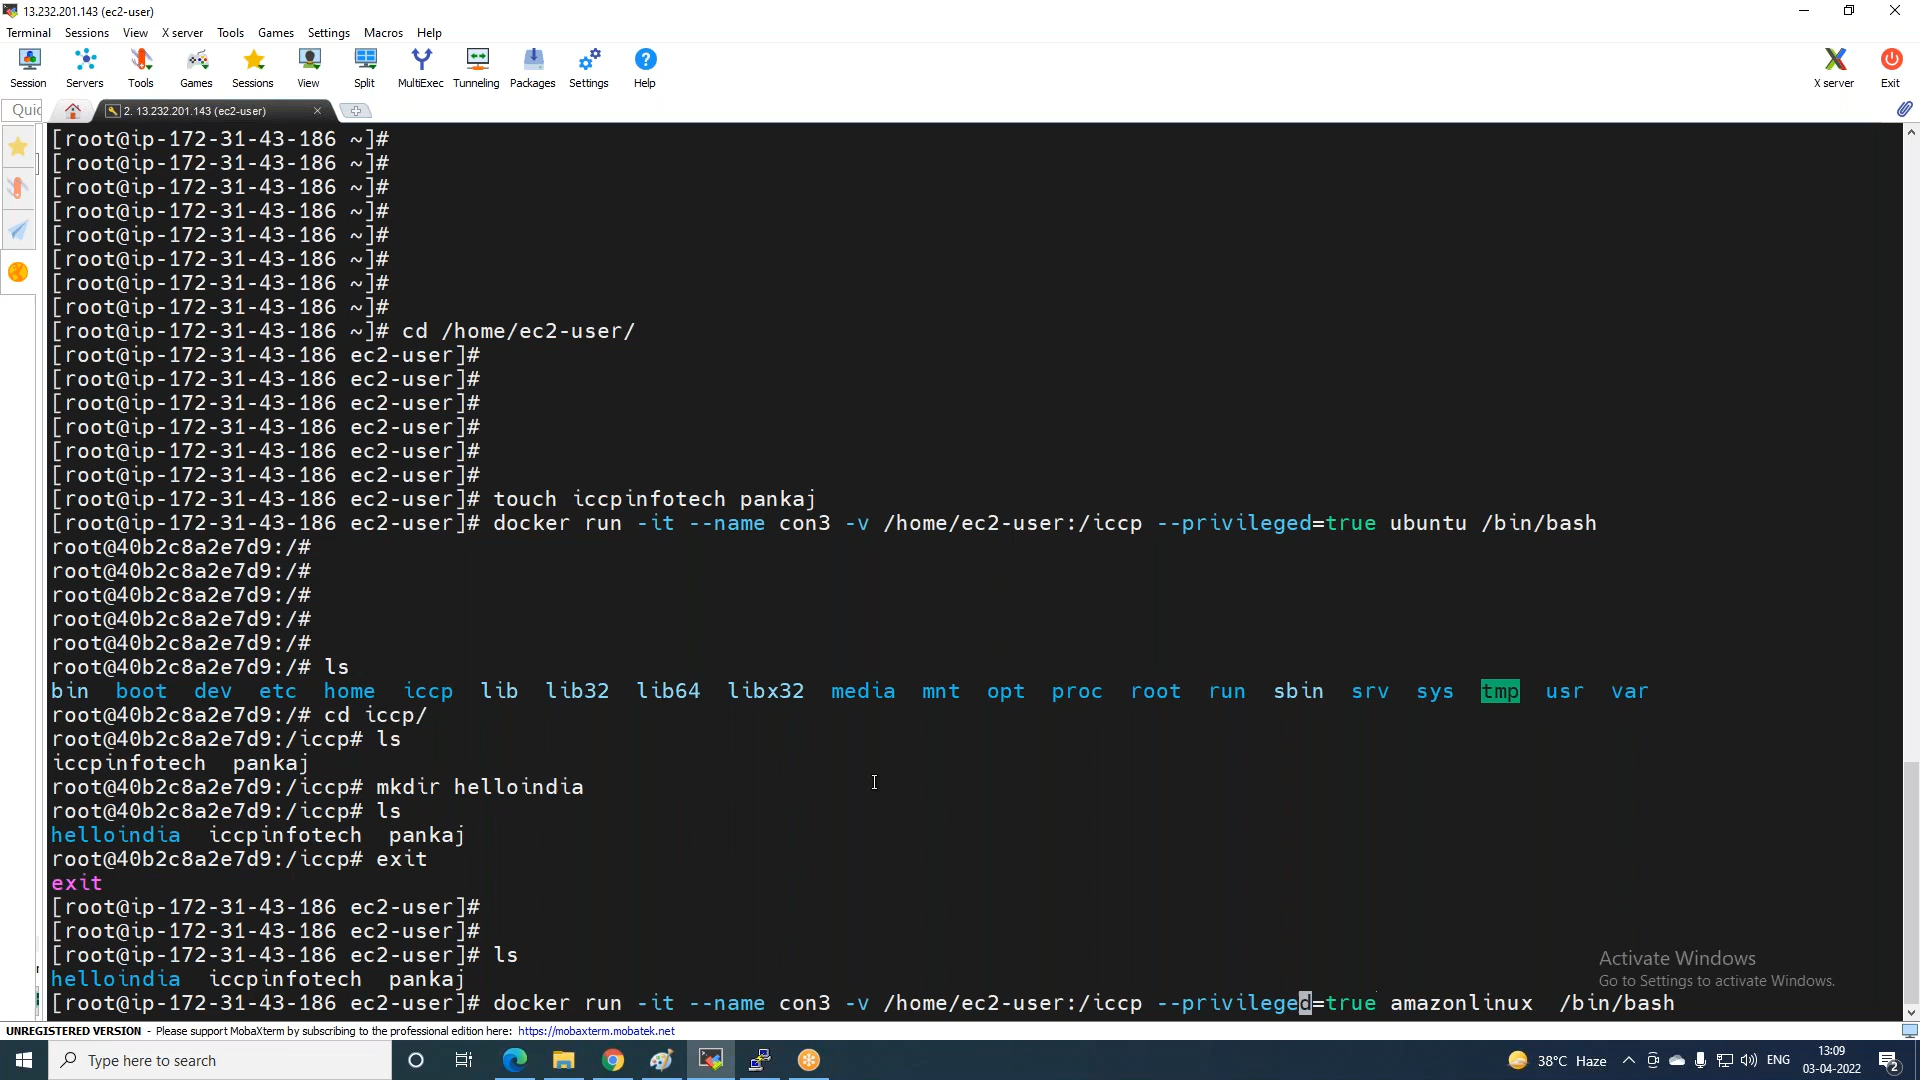 13.232.201.143 (ec2-user)
Terminal Sessions View X server Tools Games Settings Macros Help
Session Servers Tools Games Sessions View Split MultiExec Tunneling Packages Settings Help X server Exit
Quic 2. 13.232.201.143 (ec2-user)
[root@ip-172-31-43-186 ~]#
[root@ip-172-31-43-186 ~]#
[root@ip-172-31-43-186 ~]#
[root@ip-172-31-43-186 ~]#
[root@ip-172-31-43-186 ~]#
[root@ip-172-31-43-186 ~]#
[root@ip-172-31-43-186 ~]#
[root@ip-172-31-43-186 ~]#
[root@ip-172-31-43-186 ~]# cd /home/ec2-user/
[root@ip-172-31-43-186 ec2-user]#
[root@ip-172-31-43-186 ec2-user]#
[root@ip-172-31-43-186 ec2-user]#
[root@ip-172-31-43-186 ec2-user]#
[root@ip-172-31-43-186 ec2-user]#
[root@ip-172-31-43-186 ec2-user]#
[root@ip-172-31-43-186 ec2-user]# touch iccpinfotech pankaj
[root@ip-172-31-43-186 ec2-user]# docker run -it --name con3 -v /home/ec2-user:/iccp --privileged=true ubuntu /bin/bash
root@40b2c8a2e7d9:/#
root@40b2c8a2e7d9:/#
root@40b2c8a2e7d9:/#
root@40b2c8a2e7d9:/#
root@40b2c8a2e7d9:/#
root@40b2c8a2e7d9:/# ls
bin boot dev etc home iccp lib lib32 lib64 libx32 media mnt opt proc root run sbin srv sys tmp usr var
root@40b2c8a2e7d9:/# cd iccp/
root@40b2c8a2e7d9:/iccp# ls
iccpinfotech pankaj
root@40b2c8a2e7d9:/iccp# mkdir helloindia
root@40b2c8a2e7d9:/iccp# ls
helloindia iccpinfotech pankaj
root@40b2c8a2e7d9:/iccp# exit
exit
[root@ip-172-31-43-186 ec2-user]#
[root@ip-172-31-43-186 ec2-user]#
[root@ip-172-31-43-186 ec2-user]# ls
helloindia iccpinfotech pankaj
[root@ip-172-31-43-186 ec2-user]# docker run -it --name con3 -v /home/ec2-user:/iccp --privileged=true amazonlinux /bin/bash
Activate Windows
Go to Settings to activate Windows.
UNREGISTERED VERSION - Please support MobaXterm by subscribing to the professional edition here: https://mobaxterm.mobatek.net
Type here to search
38°C Haze ENG 13:09
03-04-2022 2